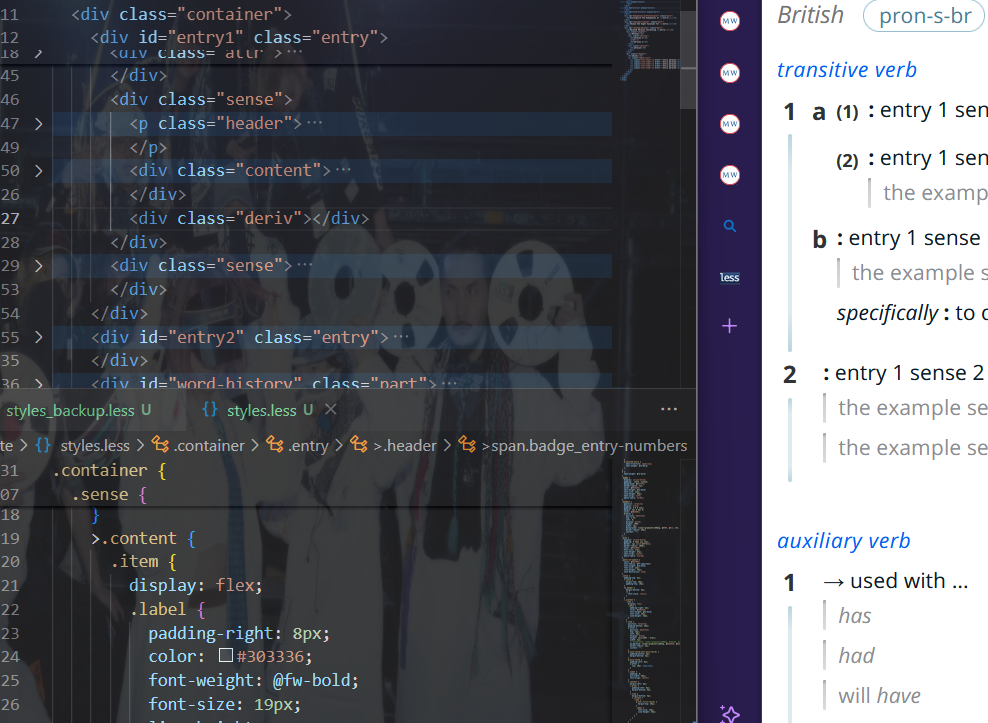 11 <div class="container">
12 <div id="entry1" class="entry">
18 <div class="attr">…
45 </div>
46 <div class="sense">
47 <p class="header">…
49 </p>
50 <div class="content">…
26 </div>
27 <div class="deriv"></div>
28 </div>
29 <div class="sense">…
53 </div>
54 </div>
55 <div id="entry2" class="entry">…
35 </div>
36 <div id="word-history" class="part">…
styles_backup.less U {} styles.less U ×
te > {} styles.less > .container > .entry > >.header > >span.badge_entry-numbers
31 .container {
07 .sense {
18 }
19 >.content {
20 .item {
21 display: flex;
22 .label {
23 padding-right: 8px;
24 color: #303336;
25 font-weight: @fw-bold;
26 font-size: 19px;
MW
MW
MW
MW
less
British pron-s-br
transitive verb
1 a (1) : entry 1 sen
(2) : entry 1 sen
the examp
b : entry 1 sense
the example s
specifically : to
2 : entry 1 sense 2
the example se
the example se
auxiliary verb
1 → used with ...
has
had
will have